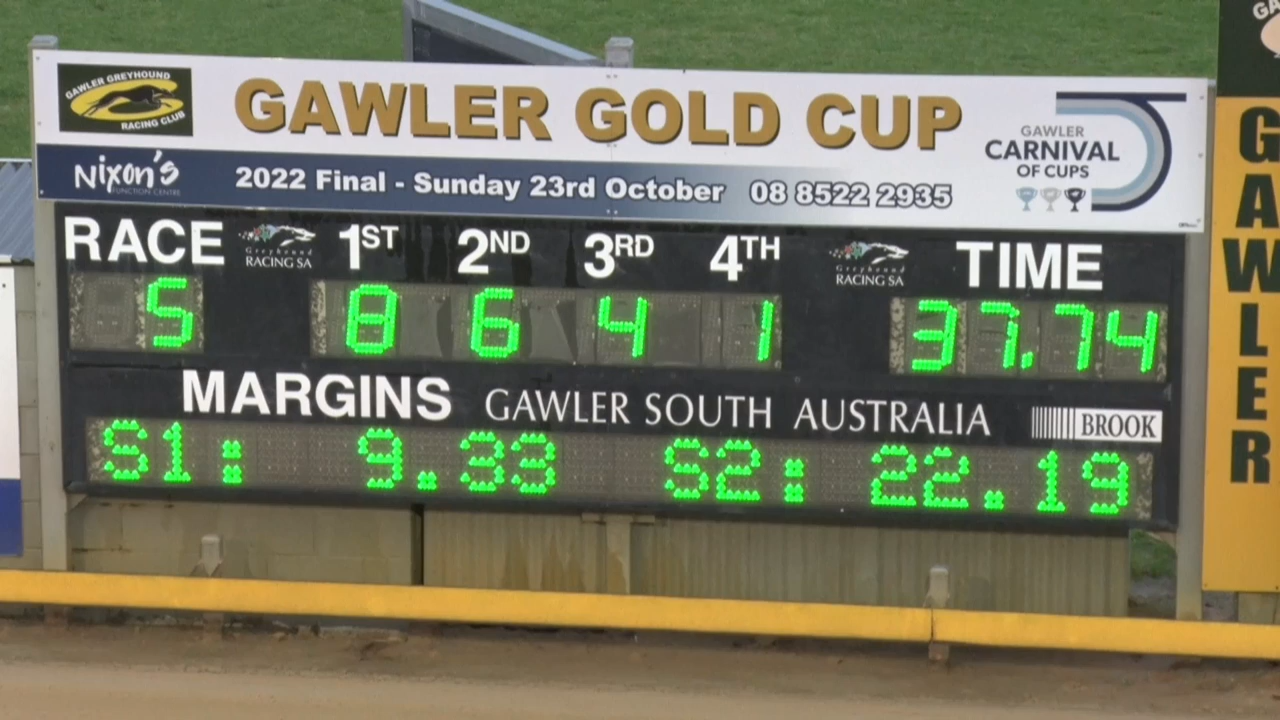 GAWLER GREYHOUND
RACING CLUB
GAWLER GOLD CUP
GAWLER
CARNIVAL
OF CUPS
Nixon's
FUNCTION CENTRE
2022 Final - Sunday 23rd October 08 8522 2935
RACE Greyhound RACING SA 1ST 2ND 3RD 4TH Greyhound RACING SA TIME
5 8 6 4 1 37.74
MARGINS GAWLER SOUTH AUSTRALIA BROOK
S1: 9.33 S2: 22.19
GA
GAWLER